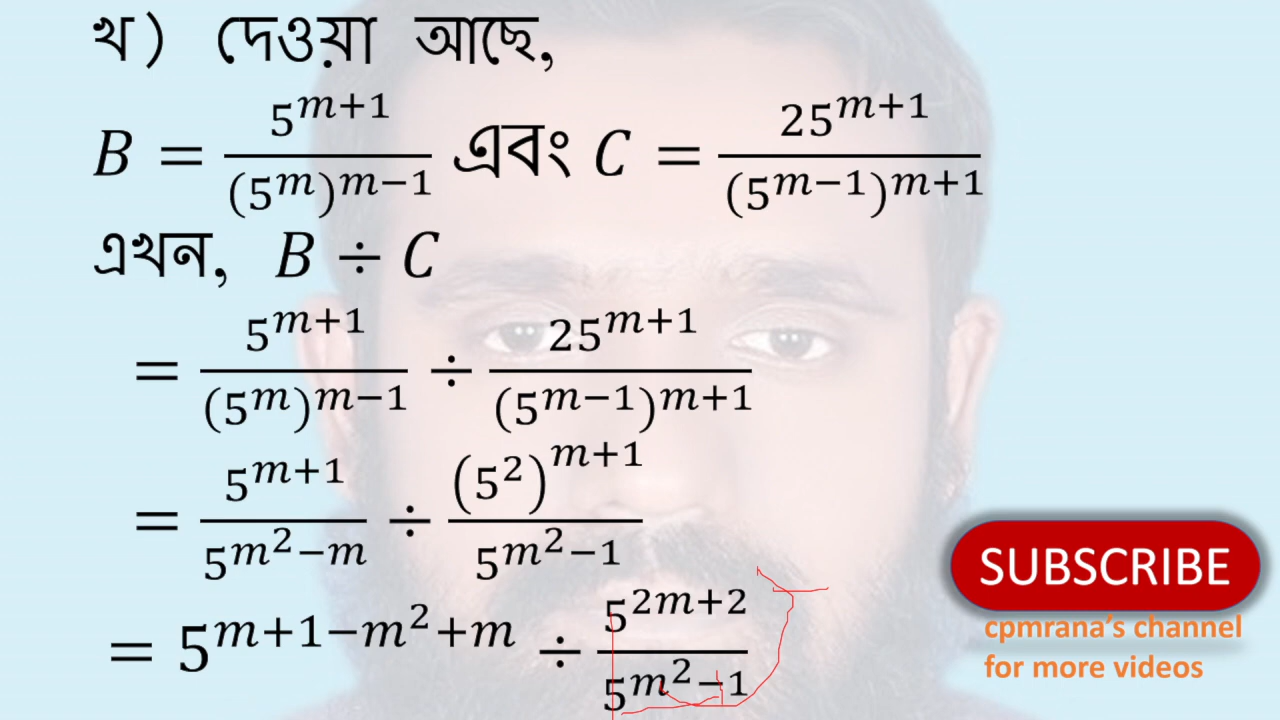 খ) দেওয়া আছে,
B = 5^{m+1}/(5^m)^{m−1} এবং C = 25^{m+1}/(5^{m−1})^{m+1}
এখন, B ÷ C
= 5^{m+1}/(5^m)^{m−1} ÷ 25^{m+1}/(5^{m−1})^{m+1}
= 5^{m+1}/5^{m^2−m} ÷ (5^2)^{m+1}/5^{m^2−1}
= 5^{m+1−m^2+m} ÷ 5^{2m+2}/5^{m^2−1}
SUBSCRIBE
cpmrana’s channel
for more videos